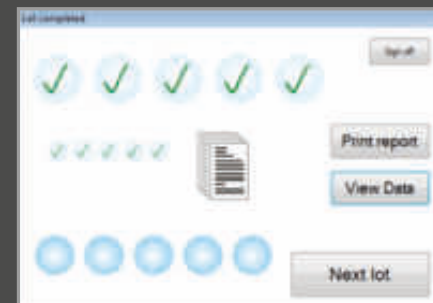 Lot completed
Sign off
Print report
View Data
Next lot